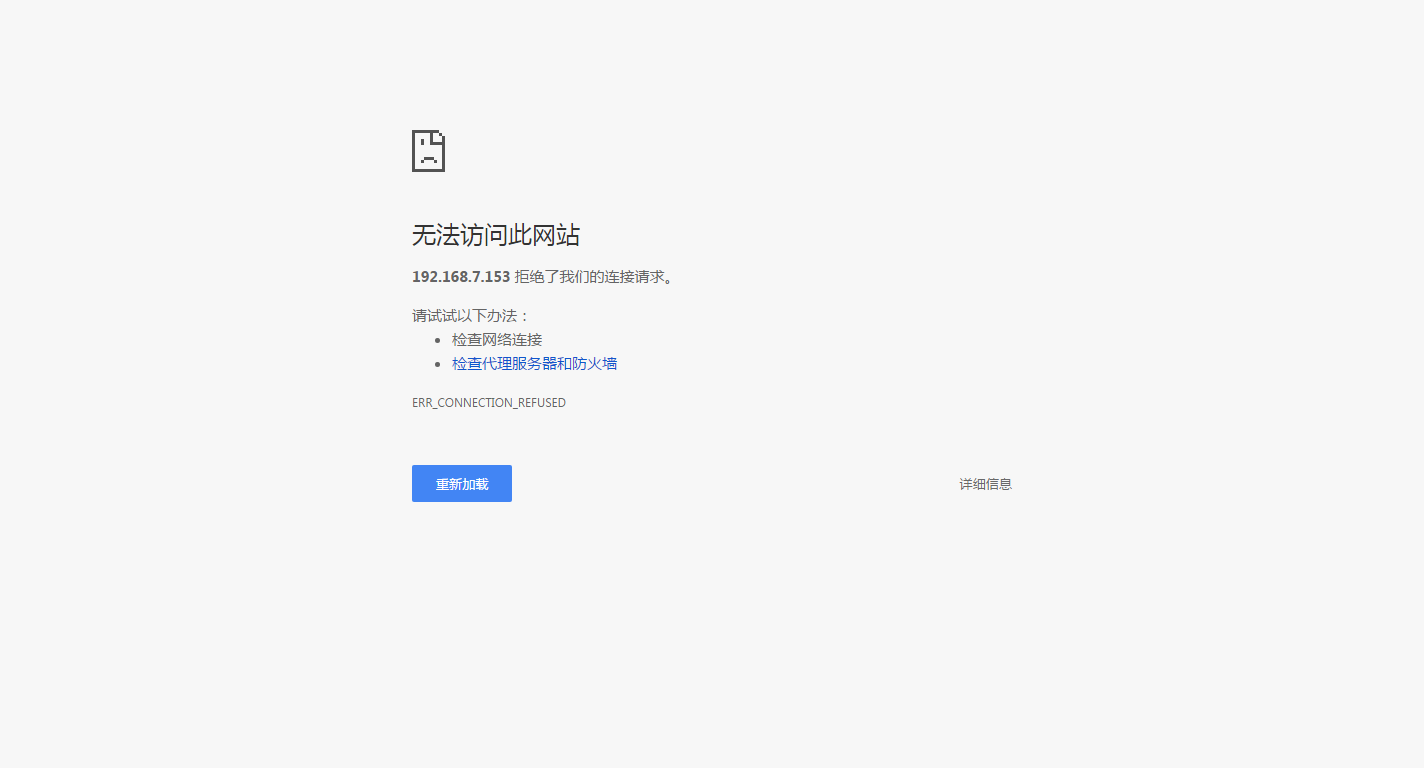 无法访问此网站
192.168.7.153 拒绝了我们的连接请求。
请试试以下办法：
检查网络连接
检查代理服务器和防火墙
ERR_CONNECTION_REFUSED
重新加载
详细信息